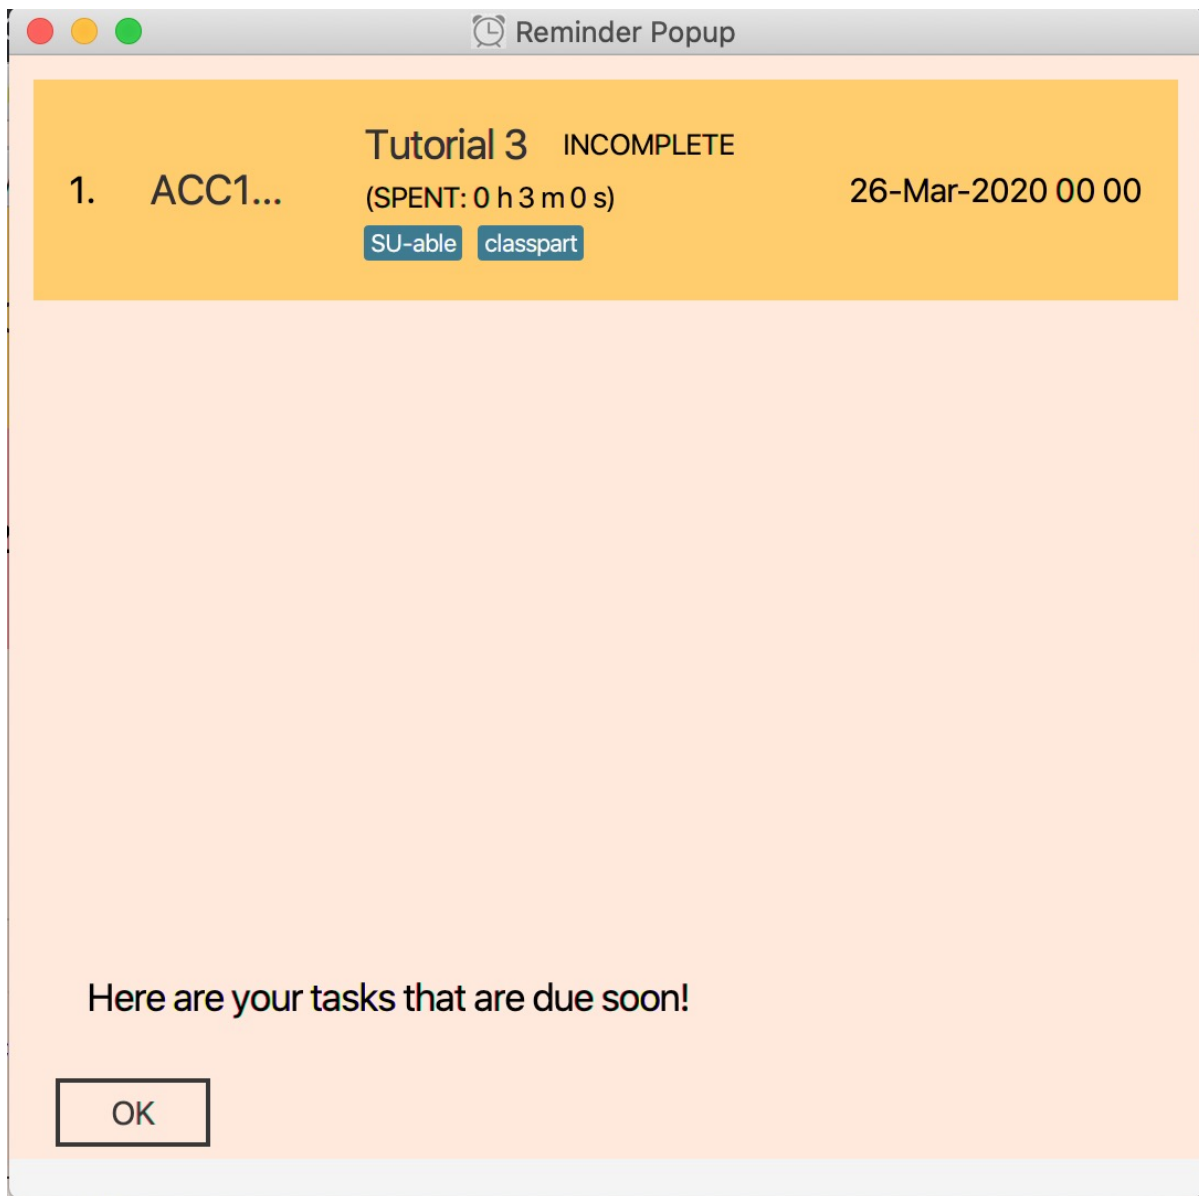 Reminder Popup
1. ACC1... Tutorial 3 INCOMPLETE
(SPENT: 0 h 3 m 0 s) 26-Mar-2020 00 00
SU-able classpart
Here are your tasks that are due soon!
OK